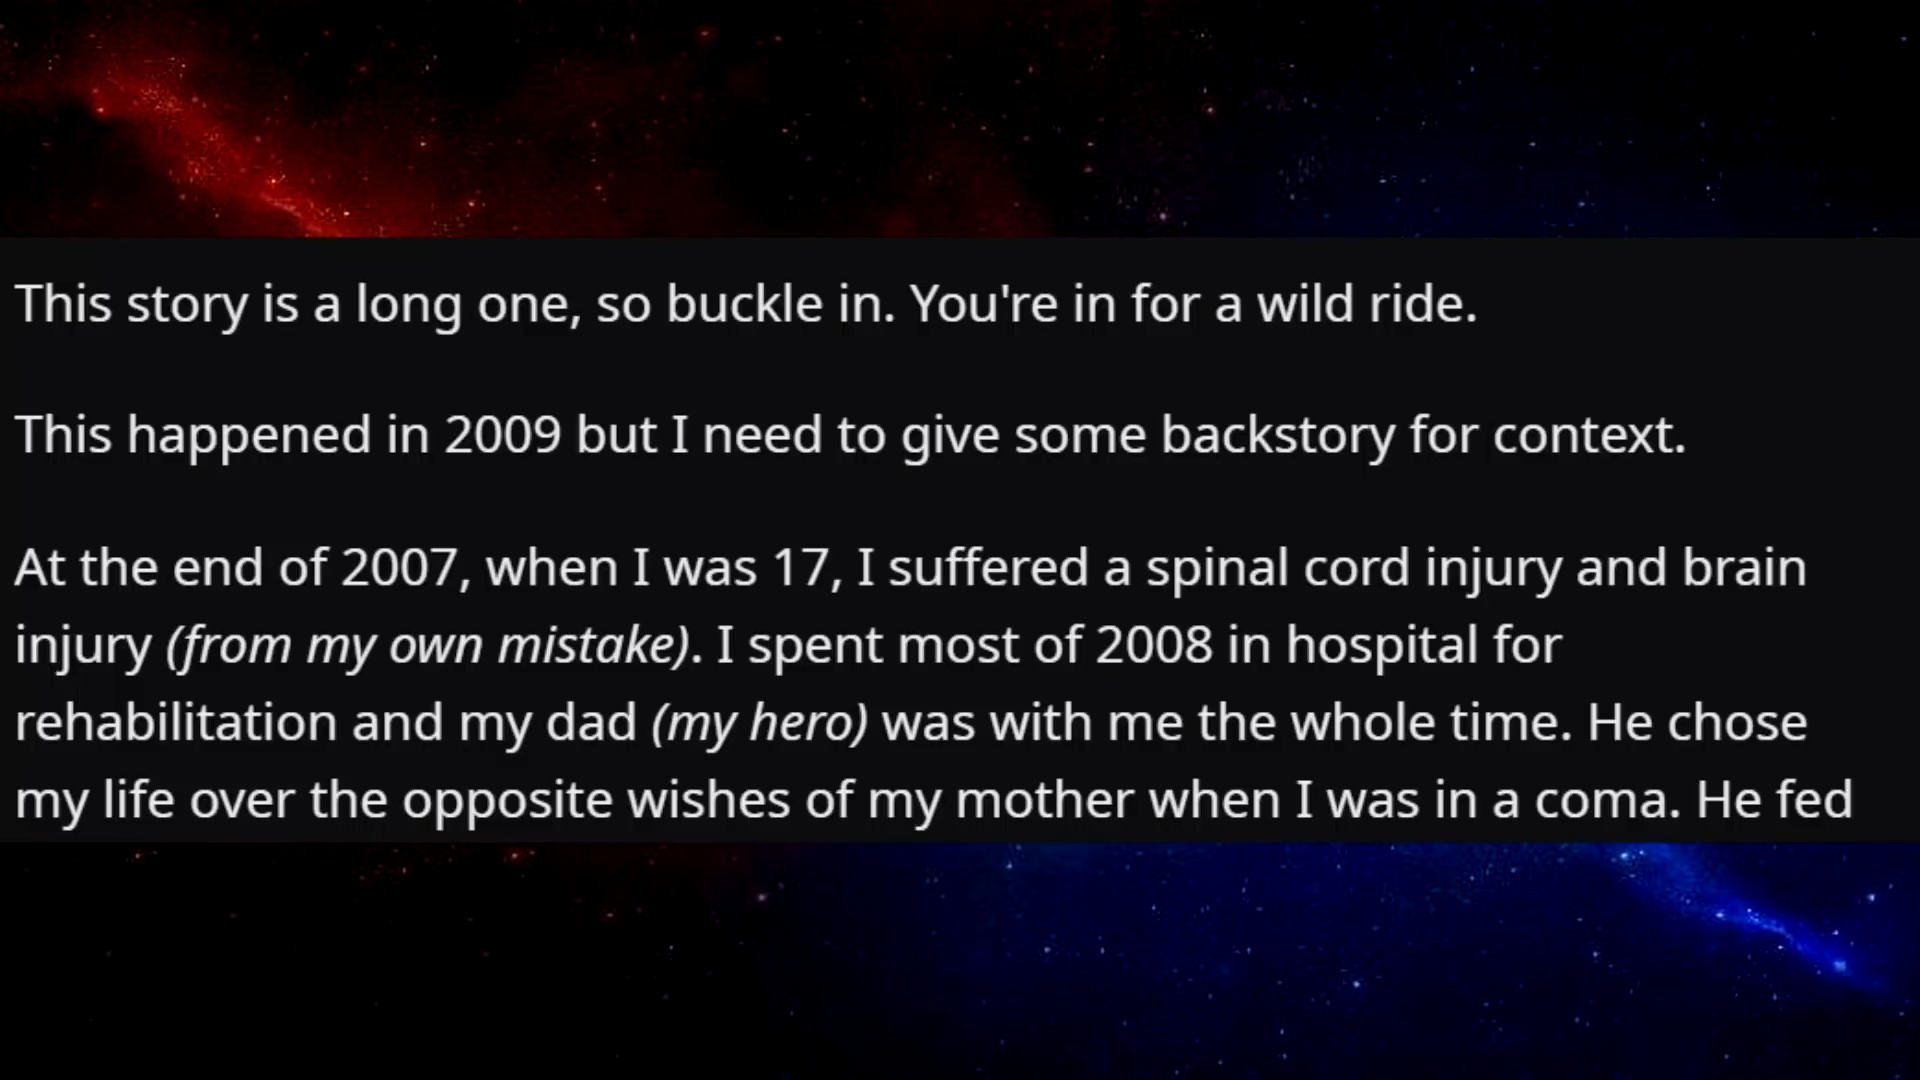 This story is a long one, so buckle in. You're in for a wild ride.
This happened in 2009 but I need to give some backstory for context.
At the end of 2007, when I was 17, I suffered a spinal cord injury and brain
injury (from my own mistake). I spent most of 2008 in hospital for
rehabilitation and my dad (my hero) was with me the whole time. He chose
my life over the opposite wishes of my mother when I was in a coma. He fed